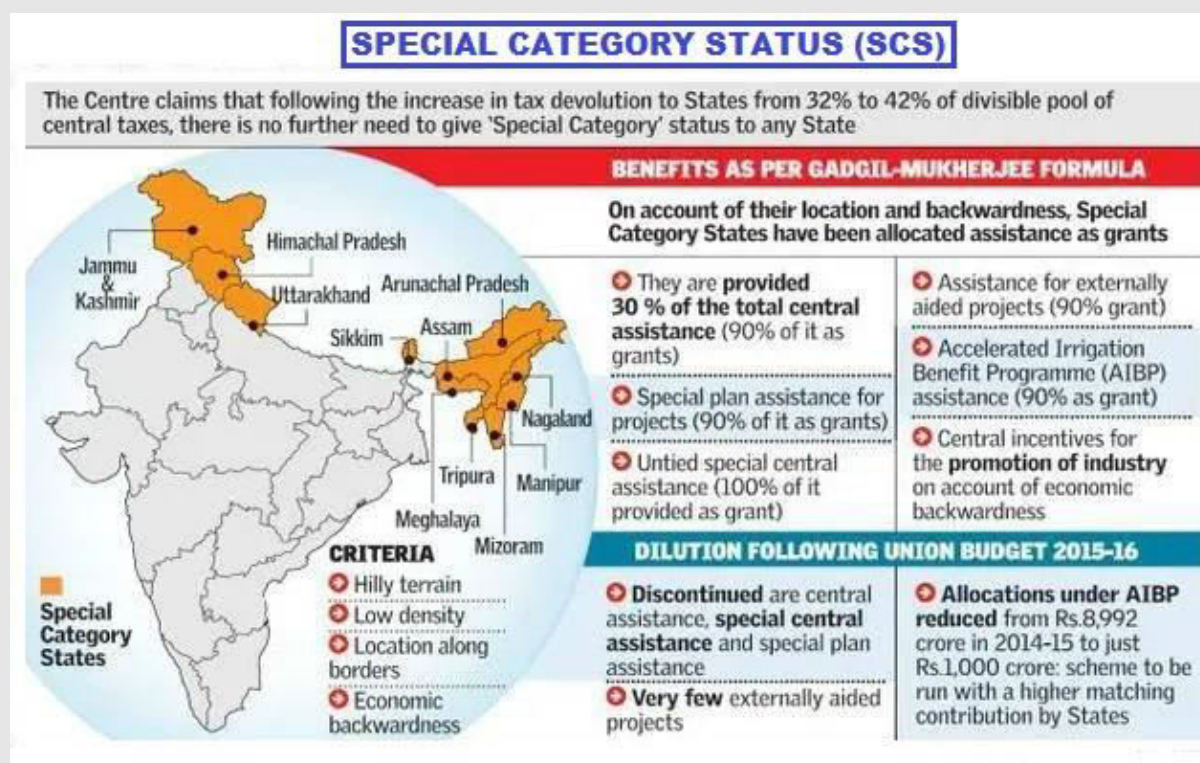 SPECIAL CATEGORY STATUS (SCS)
The Centre claims that following the increase in tax devolution to States from 32% to 42% of divisible pool of
central taxes, there is no further need to give 'Special Category' status to any State
Jammu
&
Kashmir
Himachal Pradesh
Uttarakhand
Arunachal Pradesh
Sikkim
Assam
Nagaland
Tripura
Manipur
Meghalaya
Mizoram
Special
Category
States
CRITERIA
Hilly terrain
Low density
Location along
borders
Economic
backwardness
BENEFITS AS PER GADGIL-MUKHERJEE FORMULA
On account of their location and backwardness, Special
Category States have been allocated assistance as grants
They are provided
30 % of the total central
assistance (90% of it as
grants)
Special plan assistance for
projects (90% of it as grants)
Untied special central
assistance (100% of it
provided as grant)
Assistance for externally
aided projects (90% grant)
Accelerated Irrigation
Benefit Programme (AIBP)
assistance (90% as grant)
Central incentives for
the promotion of industry
on account of economic
backwardness
DILUTION FOLLOWING UNION BUDGET 2015-16
Discontinued are central
assistance, special central
assistance and special plan
assistance
Very few externally aided
projects
Allocations under AIBP
reduced from Rs.8,992
crore in 2014-15 to just
Rs.1,000 crore: scheme to be
run with a higher matching
contribution by States